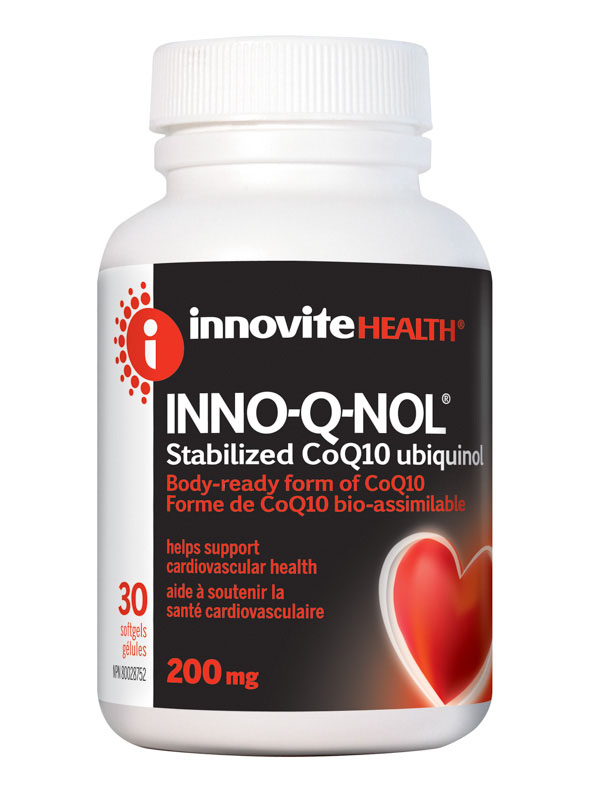 i innoviteHEALTH®
INNO-Q-NOL®
Stabilized CoQ10 ubiquinol
Body-ready form of CoQ10
Forme de CoQ10 bio-assimilable
helps support
cardiovascular health
aide à soutenir la
santé cardiovasculaire
200 mg
30
softgels
gélules
NPN 80028752